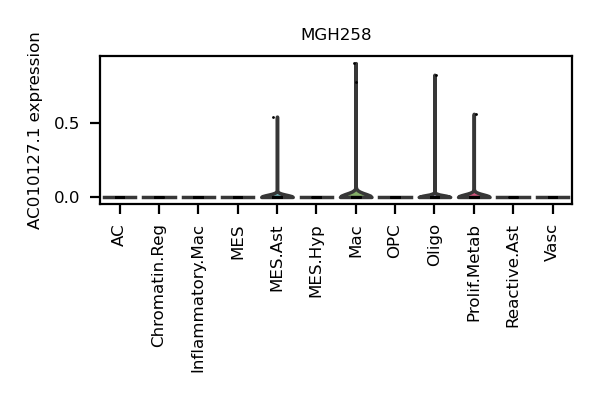 MGH258
AC010127.1 expression
0.5
0.0
AC
Chromatin.Reg
Inflammatory.Mac
MES
MES.Ast
MES.Hyp
Mac
OPC
Oligo
Prolif.Metab
Reactive.Ast
Vasc